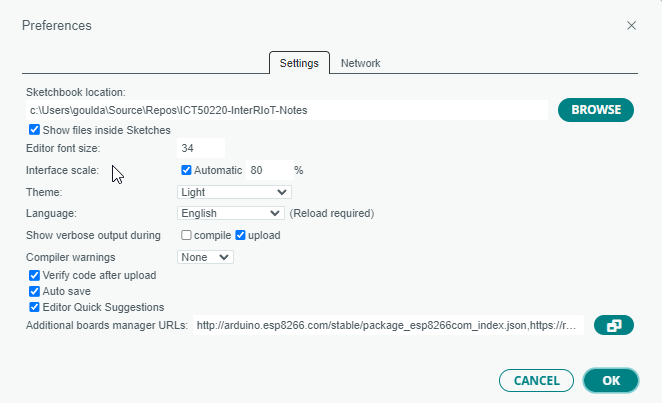 Preferences
Settings Network
Sketchbook location:
c:\Users\goulda\Source\Repos\ICT50220-InterRIoT-Notes BROWSE
Show files inside Sketches
Editor font size: 34
Interface scale: Automatic 80 %
Theme: Light
Language: English (Reload required)
Show verbose output during compile upload
Compiler warnings None
Verify code after upload
Auto save
Editor Quick Suggestions
Additional boards manager URLs: http://arduino.esp8266.com/stable/package_esp8266com_index.json,https://r...
CANCEL OK